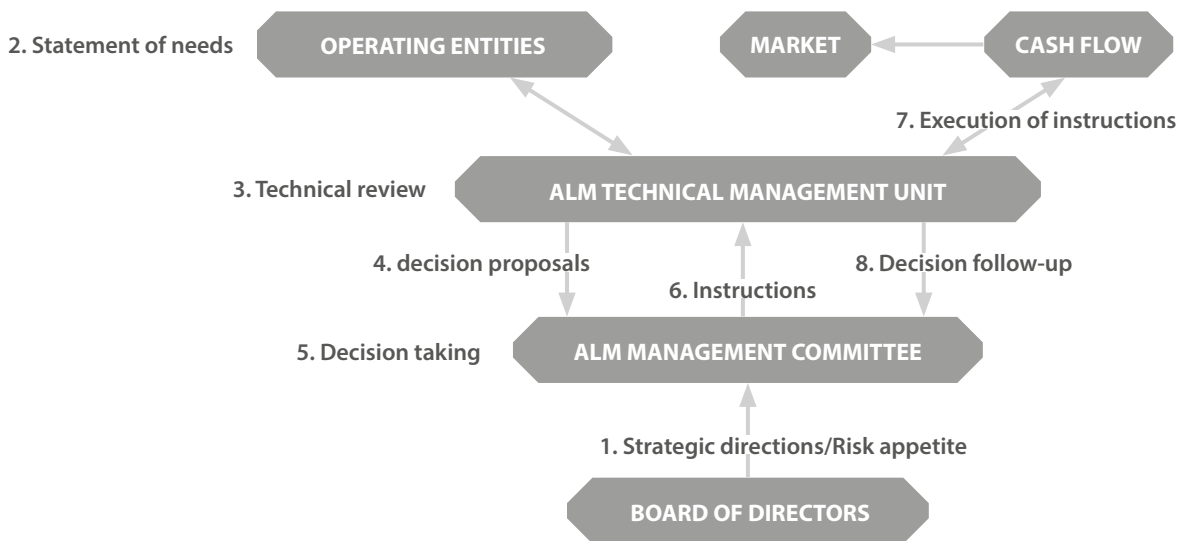 2. Statement of needs
OPERATING ENTITIES
MARKET
CASH FLOW
7. Execution of instructions
3. Technical review
ALM TECHNICAL MANAGEMENT UNIT
4. decision proposals
8. Decision follow-up
6. Instructions
5. Decision taking
ALM MANAGEMENT COMMITTEE
1. Strategic directions/Risk appetite
BOARD OF DIRECTORS